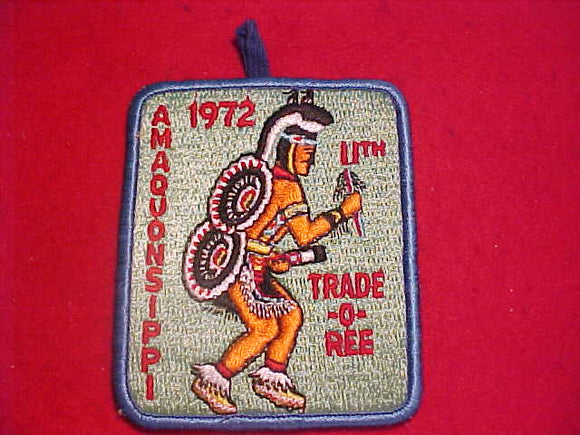 AMAQUONSIPPI
1972
11TH
TRADE
-O-
REE